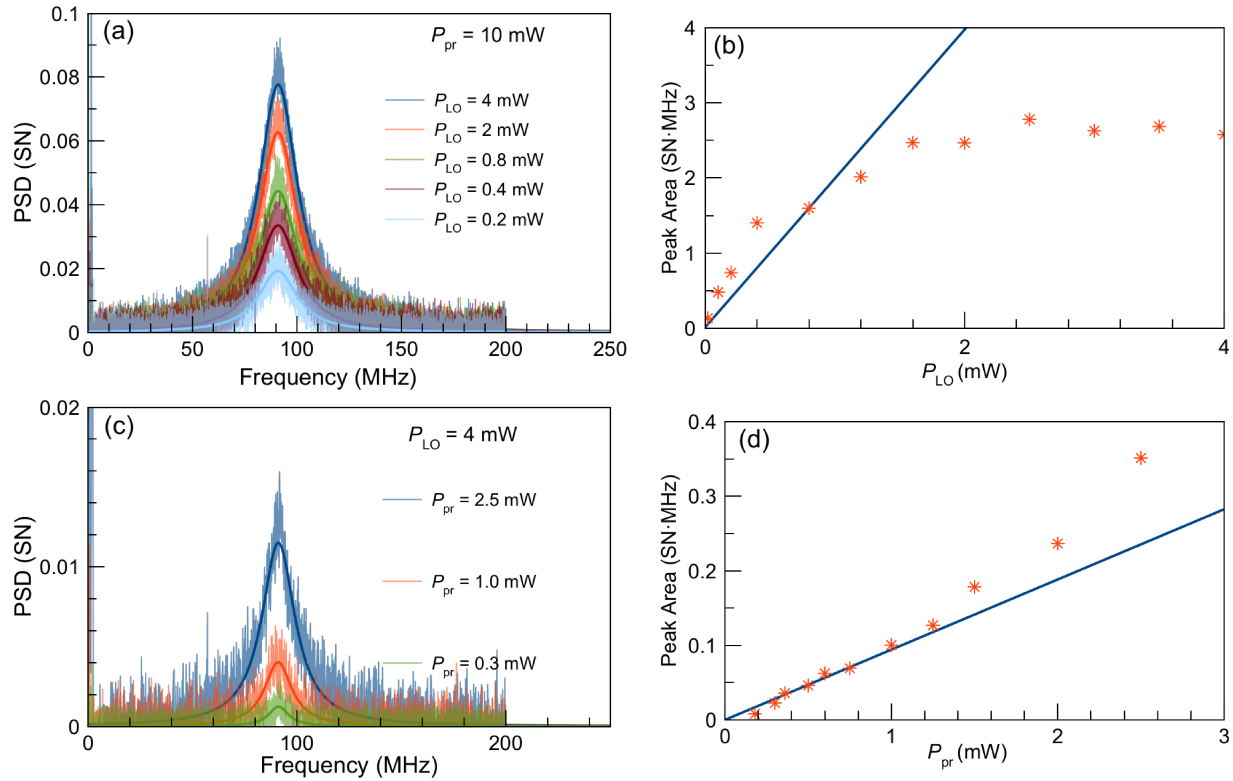 (a)
P_pr = 10 mW
P_LO = 4 mW
P_LO = 2 mW
P_LO = 0.8 mW
P_LO = 0.4 mW
P_LO = 0.2 mW
PSD (SN)
0.1
0.08
0.06
0.04
0.02
0
0 50 100 150 200 250
Frequency (MHz)
(b)
Peak Area (SN·MHz)
4
3
2
1
0
0 2 4
P_LO (mW)
(c)
P_LO = 4 mW
P_pr = 2.5 mW
P_pr = 1.0 mW
P_pr = 0.3 mW
PSD (SN)
0.02
0.01
0
0 100 200
Frequency (MHz)
(d)
Peak Area (SN·MHz)
0.4
0.3
0.2
0.1
0
0 1 2 3
P_pr (mW)